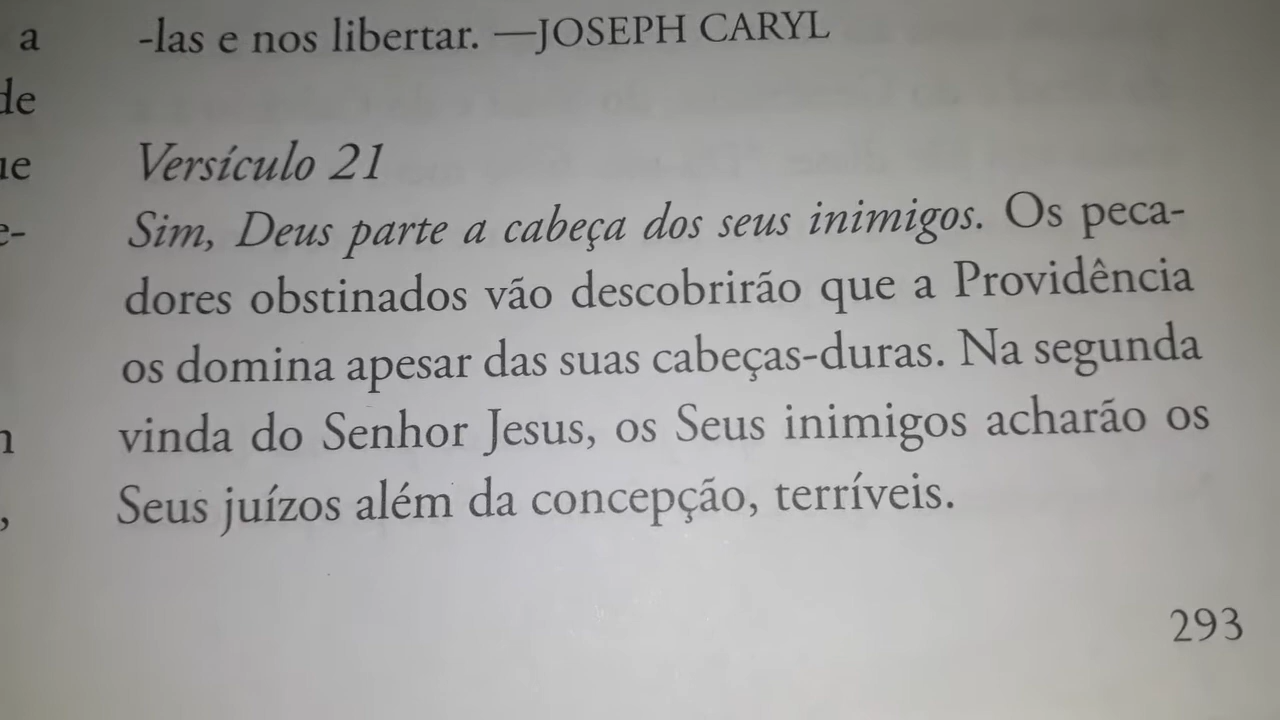 a
de
ue
e-
n
,
-las e nos libertar. —JOSEPH CARYL
Versículo 21
Sim, Deus parte a cabeça dos seus inimigos. Os peca-
dores obstinados vão descobrirão que a Providência
os domina apesar das suas cabeças-duras. Na segunda
vinda do Senhor Jesus, os Seus inimigos acharão os
Seus juízos além da concepção, terríveis.
293